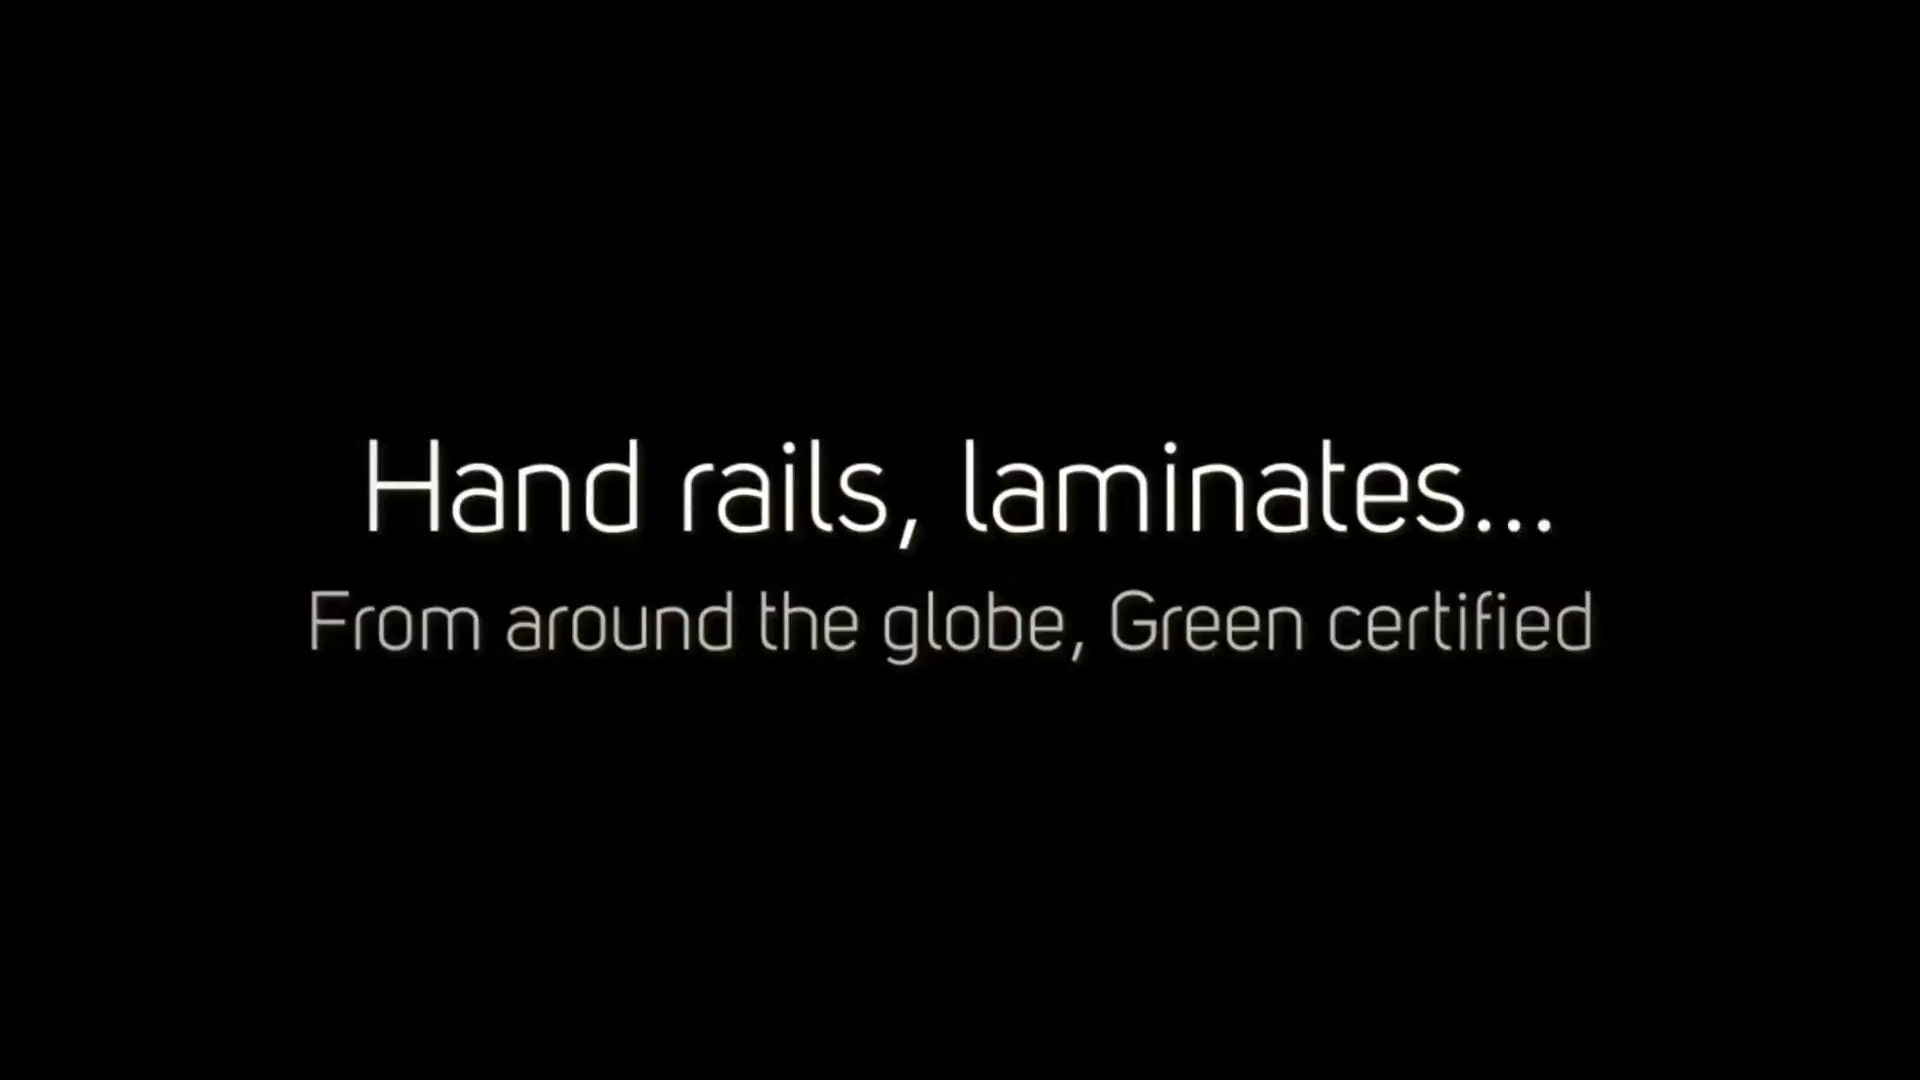 Hand rails, laminates...
From around the globe, Green certified